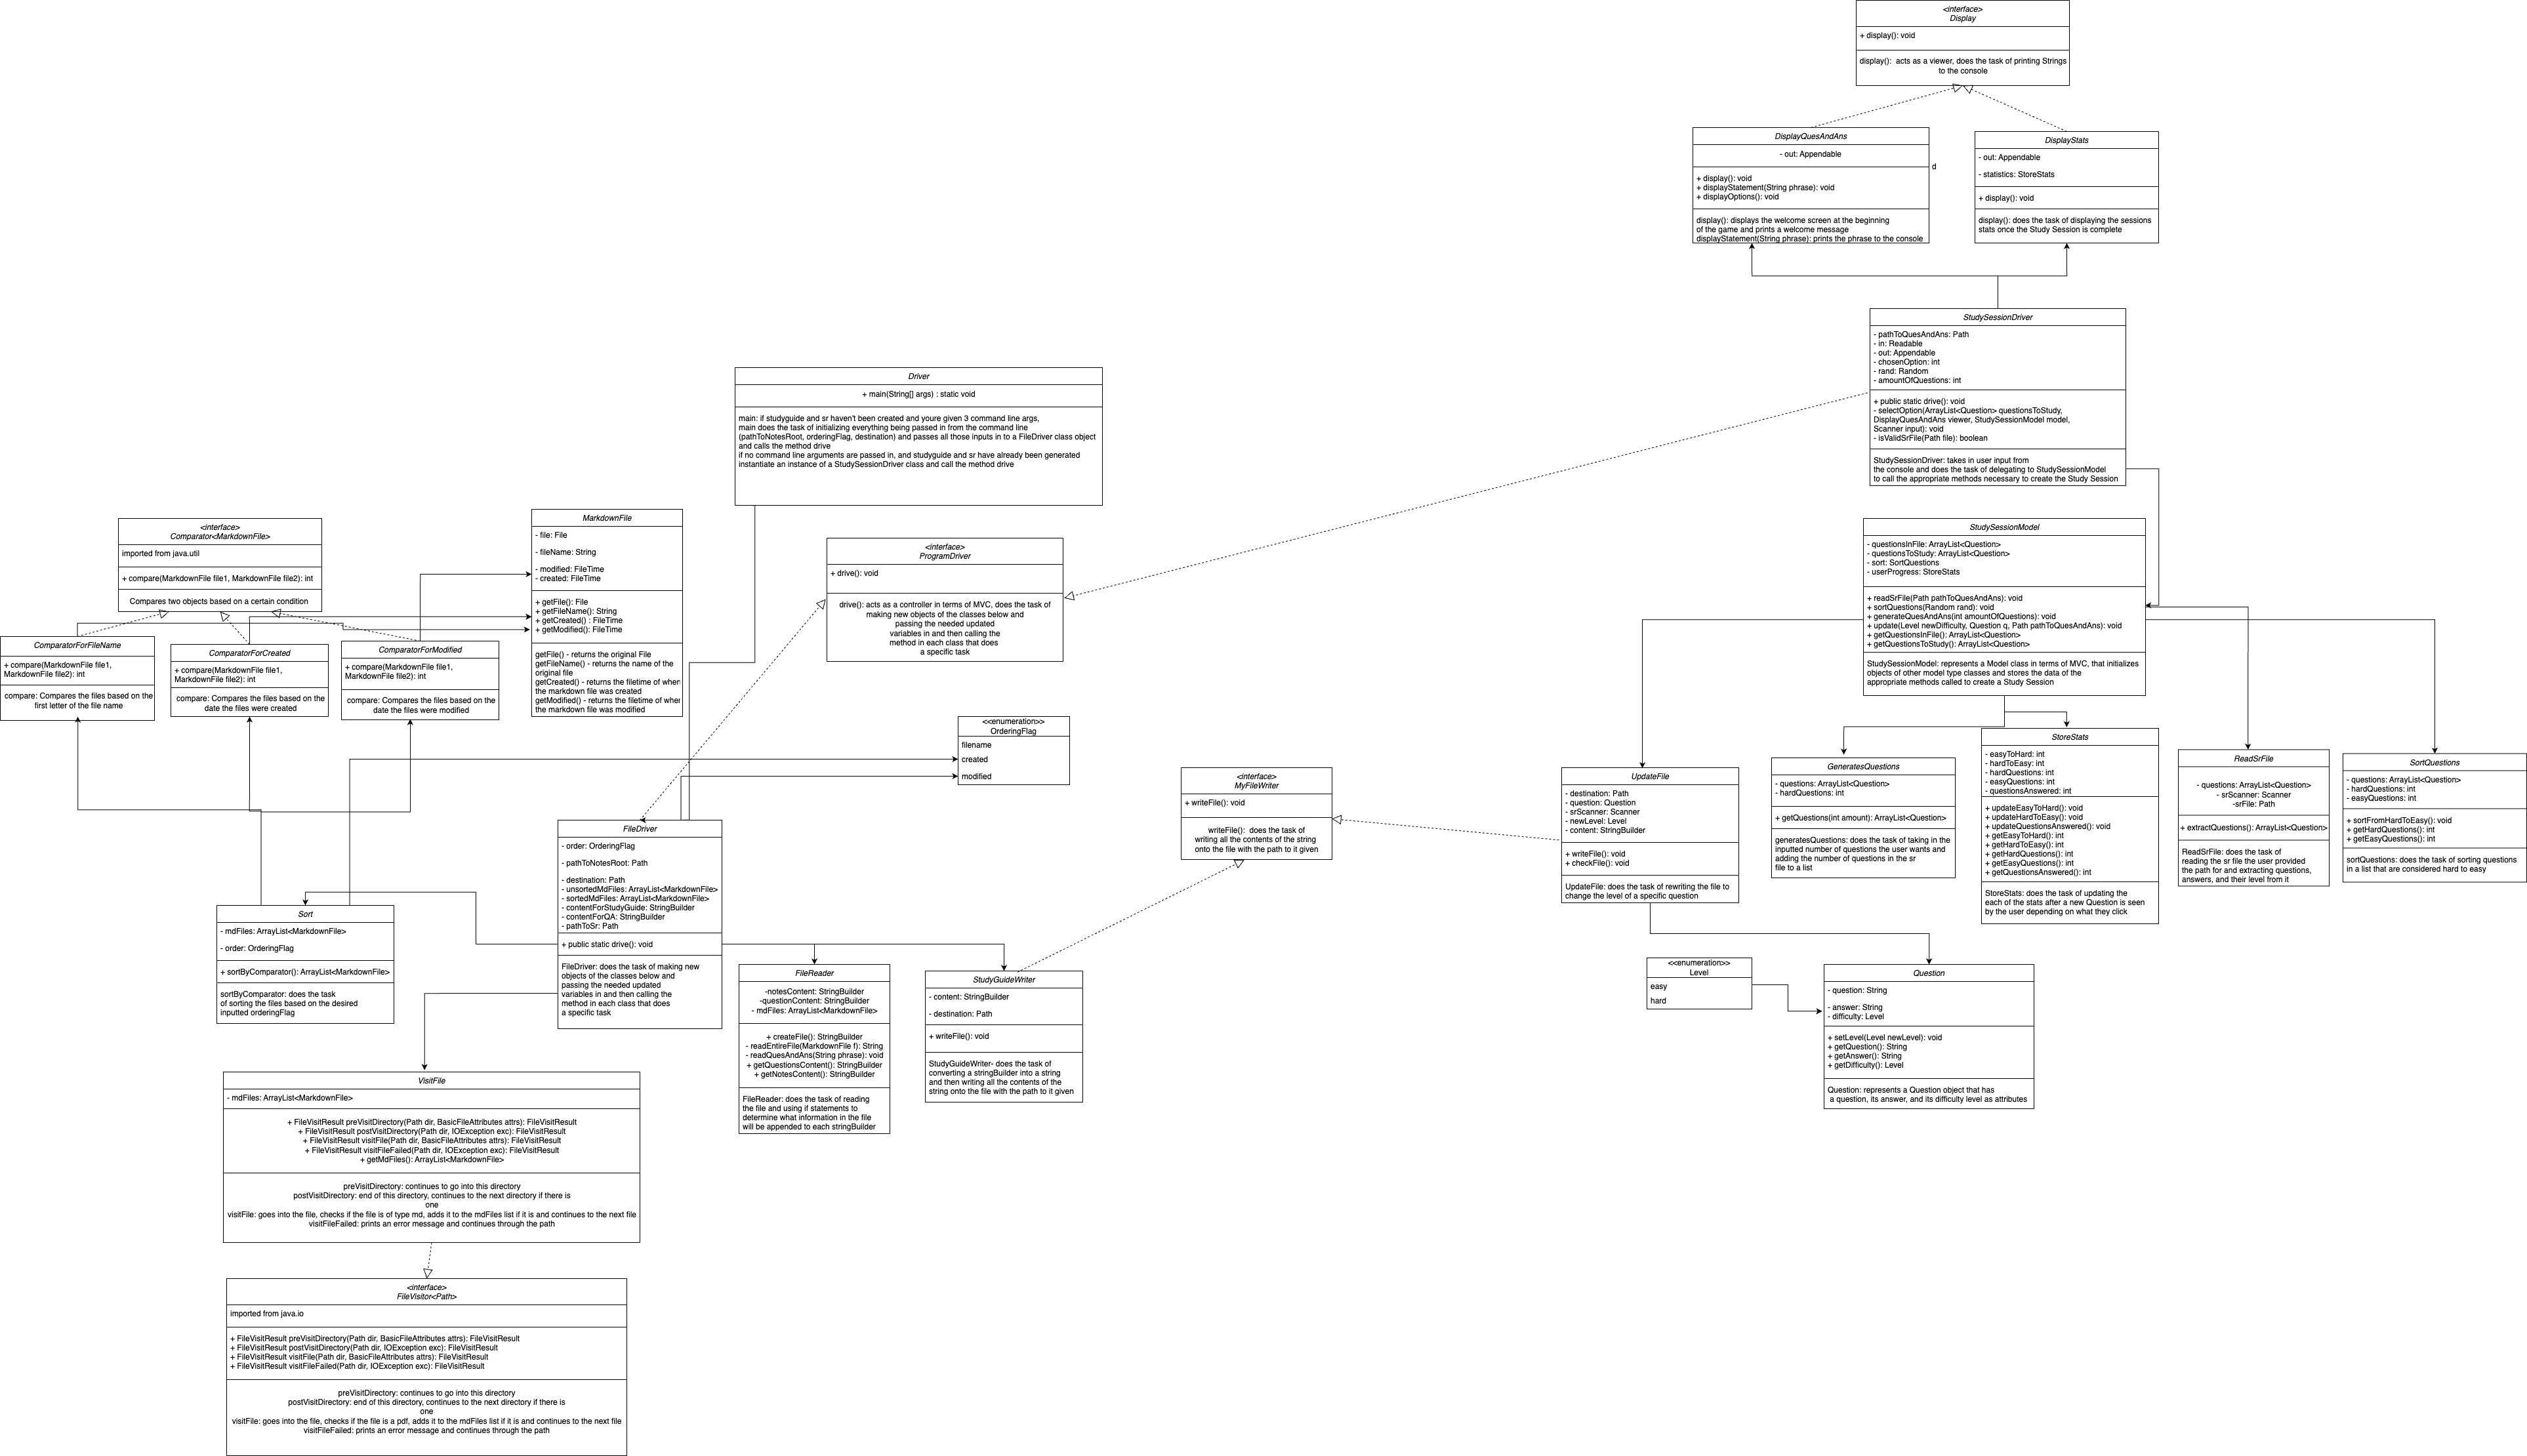 <interface>
Display
+ display(): void
display():  acts as a viewer, does the task of printing Strings
to the console
DisplayQuesAndAns
- out: Appendable
+ display(): void
+ displayStatement(String phrase): void
+ displayOptions(): void
display(): displays the welcome screen at the beginning
of the game and prints a welcome message
displayStatement(String phrase): prints the phrase to the console
d
DisplayStats
- out: Appendable
- statistics: StoreStats
+ display(): void
display(): does the task of displaying the sessions
stats once the Study Session is complete
StudySessionDriver
- pathToQuesAndAns: Path
- in: Readable
- out: Appendable
- chosenOption: int
- rand: Random
- amountOfQuestions: int
+ public static drive(): void
- selectOption(ArrayList<Question> questionsToStudy,
DisplayQuesAndAns viewer, StudySessionModel model,
Scanner input): void
- isValidSrFile(Path file): boolean
StudySessionDriver: takes in user input from
the console and does the task of delegating to StudySessionModel
to call the appropriate methods necessary to create the Study Session
Driver
+ main(String[] args) : static void
main: if studyguide and sr haven't been created and youre given 3 command line args,
main does the task of initializing everything being passed in from the command line
(pathToNotesRoot, orderingFlag, destination) and passes all those inputs in to a FileDriver class object
and calls the method drive
if no command line arguments are passed in, and studyguide and sr have already been generated
instantiate an instance of a StudySessionDriver class and call the method drive
<interface>
Comparator<MarkdownFile>
imported from java.util
+ compare(MarkdownFile file1, MarkdownFile file2): int
Compares two objects based on a certain condition
MarkdownFile
- file: File
- fileName: String
- modified: FileTime
- created: FileTime
+ getFile(): File
+ getFileName(): String
+ getCreated() : FileTime
+ getModified(): FileTime
getFile() - returns the original File
getFileName() - returns the name of the
original file
getCreated() - returns the filetime of when
the markdown file was created
getModified() - returns the filetime of when
the markdown file was modified
<interface>
ProgramDriver
+ drive(): void
drive(): acts as a controller in terms of MVC, does the task of
making new objects of the classes below and
passing the needed updated
variables in and then calling the
method in each class that does
a specific task
StudySessionModel
- questionsInFile: ArrayList<Question>
- questionsToStudy: ArrayList<Question>
- sort: SortQuestions
- userProgress: StoreStats
+ readSrFile(Path pathToQuesAndAns): void
+ sortQuestions(Random rand): void
+ generateQuesAndAns(int amountOfQuestions): void
+ update(Level newDifficulty, Question q, Path pathToQuesAndAns): void
+ getQuestionsInFile(): ArrayList<Question>
+ getQuestionsToStudy(): ArrayList<Question>
StudySessionModel: represents a Model class in terms of MVC, that initializes
objects of other model type classes and stores the data of the
appropriate methods called to create a Study Session
ComparatorForFileName
+ compare(MarkdownFile file1,
MarkdownFile file2): int
compare: Compares the files based on the
first letter of the file name
ComparatorForCreated
+ compare(MarkdownFile file1,
MarkdownFile file2): int
compare: Compares the files based on the
date the files were created
ComparatorForModified
+ compare(MarkdownFile file1,
MarkdownFile file2): int
compare: Compares the files based on the
date the files were modified
<<enumeration>>
OrderingFlag
filename
created
modified
<interface>
MyFileWriter
+ writeFile(): void
writeFile():  does the task of
writing all the contents of the string
onto the file with the path to it given
UpdateFile
- destination: Path
- question: Question
- srScanner: Scanner
- newLevel: Level
- content: StringBuilder
+ writeFile(): void
+ checkFile(): void
UpdateFile: does the task of rewriting the file to
change the level of a specific question
GeneratesQuestions
- questions: ArrayList<Question>
- hardQuestions: int
+ getQuestions(int amount): ArrayList<Question>
generatesQuestions: does the task of taking in the
inputted number of questions the user wants and
adding the number of questions in the sr
file to a list
StoreStats
- easyToHard: int
- hardToEasy: int
- hardQuestions: int
- easyQuestions: int
- questionsAnswered: int
+ updateEasyToHard(): void
+ updateHardToEasy(): void
+ updateQuestionsAnswered(): void
+ getEasyToHard(): int
+ getHardToEasy(): int
+ getHardQuestions(): int
+ getEasyQuestions(): int
+ getQuestionsAnswered(): int
StoreStats: does the task of updating the
each of the stats after a new Question is seen
by the user depending on what they click
ReadSrFile
- questions: ArrayList<Question>
- srScanner: Scanner
-srFile: Path
+ extractQuestions(): ArrayList<Question>
ReadSrFile: does the task of
reading the sr file the user provided
the path for and extracting questions,
answers, and their level from it
SortQuestions
- questions: ArrayList<Question>
- hardQuestions: int
- easyQuestions: int
+ sortFromHardToEasy(): void
+ getHardQuestions(): int
+ getEasyQuestions(): int
sortQuestions: does the task of sorting questions
in a list that are considered hard to easy
FileDriver
- order: OrderingFlag
- pathToNotesRoot: Path
- destination: Path
- unsortedMdFiles: ArrayList<MarkdownFile>
- sortedMdFiles: ArrayList<MarkdownFile>
- contentForStudyGuide: StringBuilder
- contentForQA: StringBuilder
- pathToSr: Path
+ public static drive(): void
FileDriver: does the task of making new
objects of the classes below and
passing the needed updated
variables in and then calling the
method in each class that does
a specific task
Sort
- mdFiles: ArrayList<MarkdownFile>
- order: OrderingFlag
+ sortByComparator(): ArrayList<MarkdownFile>
sortByComparator: does the task
of sorting the files based on the desired
inputted orderingFlag
FileReader
-notesContent: StringBuilder
-questionContent: StringBuilder
- mdFiles: ArrayList<MarkdownFile>
+ createFile(): StringBuilder
- readEntireFile(MarkdownFile f): String
- readQuesAndAns(String phrase): void
+ getQuestionsContent(): StringBuilder
+ getNotesContent(): StringBuilder
FileReader: does the task of reading
the file and using if statements to
determine what information in the file
will be appended to each stringBuilder
StudyGuideWriter
- content: StringBuilder
- destination: Path
+ writeFile(): void
StudyGuideWriter- does the task of
converting a stringBuilder into a string
and then writing all the contents of the
string onto the file with the path to it given
<<enumeration>>
Level
easy
hard
Question
- question: String
- answer: String
- difficulty: Level
+ setLevel(Level newLevel): void
+ getQuestion(): String
+ getAnswer(): String
+ getDifficulty(): Level
Question: represents a Question object that has
a question, its answer, and its difficulty level as attributes
VisitFile
- mdFiles: ArrayList<MarkdownFile>
+ FileVisitResult preVisitDirectory(Path dir, BasicFileAttributes attrs): FileVisitResult
+ FileVisitResult postVisitDirectory(Path dir, IOException exc): FileVisitResult
+ FileVisitResult visitFile(Path dir, BasicFileAttributes attrs): FileVisitResult
+ FileVisitResult visitFileFailed(Path dir, IOException exc): FileVisitResult
+ getMdFiles(): ArrayList<MarkdownFile>
preVisitDirectory: continues to go into this directory
postVisitDirectory: end of this directory, continues to the next directory if there is
one
visitFile: goes into the file, checks if the file is of type md, adds it to the mdFiles list if it is and continues to the next file
visitFileFailed: prints an error message and continues through the path
<interface>
FileVisitor<Path>
imported from java.io
+ FileVisitResult preVisitDirectory(Path dir, BasicFileAttributes attrs): FileVisitResult
+ FileVisitResult postVisitDirectory(Path dir, IOException exc): FileVisitResult
+ FileVisitResult visitFile(Path dir, BasicFileAttributes attrs): FileVisitResult
+ FileVisitResult visitFileFailed(Path dir, IOException exc): FileVisitResult
preVisitDirectory: continues to go into this directory
postVisitDirectory: end of this directory, continues to the next directory if there is
one
visitFile: goes into the file, checks if the file is a pdf, adds it to the mdFiles list if it is and continues to the next file
visitFileFailed: prints an error message and continues through the path